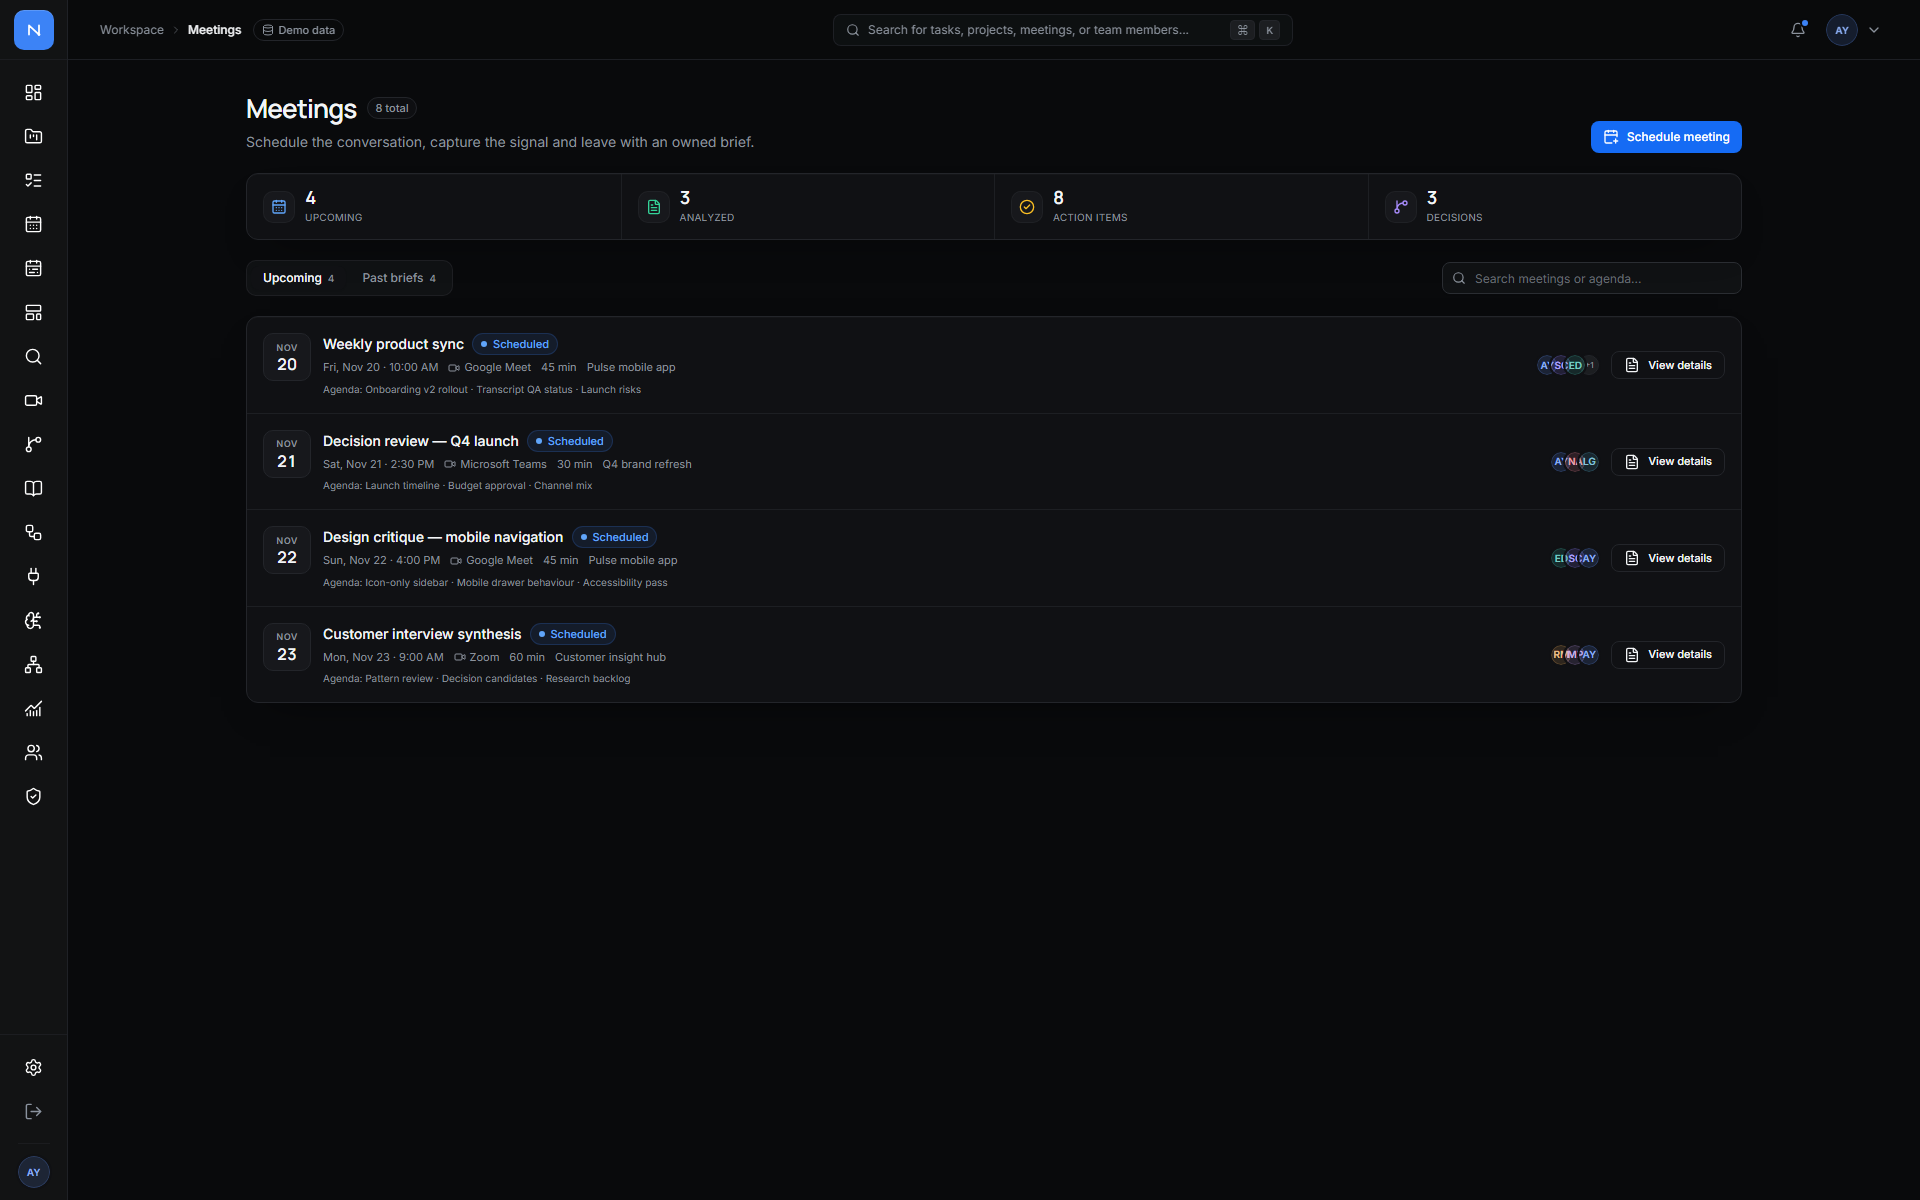 N
Workspace > Meetings Demo data
Search for tasks, projects, meetings, or team members... ⌘ K
AY
Meetings 8 total
Schedule the conversation, capture the signal and leave with an owned brief.
Schedule meeting
4
UPCOMING
3
ANALYZED
8
ACTION ITEMS
3
DECISIONS
Upcoming 4 Past briefs 4
Search meetings or agenda...
NOV
20
Weekly product sync Scheduled
Fri, Nov 20 · 10:00 AM Google Meet 45 min Pulse mobile app
Agenda: Onboarding v2 rollout · Transcript QA status · Launch risks
ED +1
View details
NOV
21
Decision review — Q4 launch Scheduled
Sat, Nov 21 · 2:30 PM Microsoft Teams 30 min Q4 brand refresh
Agenda: Launch timeline · Budget approval · Channel mix
LG
View details
NOV
22
Design critique — mobile navigation Scheduled
Sun, Nov 22 · 4:00 PM Google Meet 45 min Pulse mobile app
Agenda: Icon-only sidebar · Mobile drawer behaviour · Accessibility pass
AY
View details
NOV
23
Customer interview synthesis Scheduled
Mon, Nov 23 · 9:00 AM Zoom 60 min Customer insight hub
Agenda: Pattern review · Decision candidates · Research backlog
AY
View details
AY